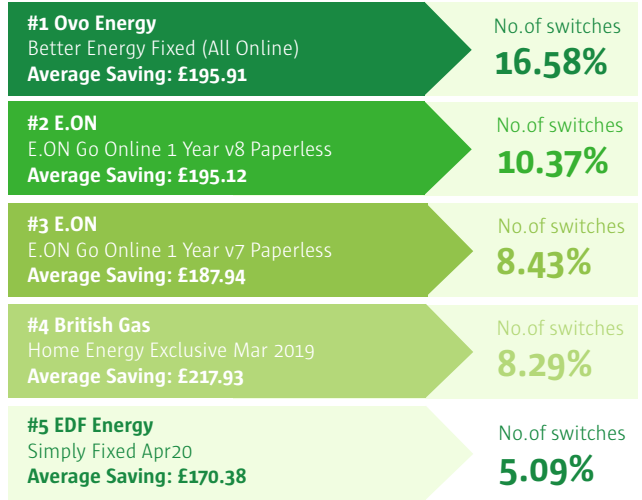 #1 Ovo Energy
Better Energy Fixed (All Online)
Average Saving: £195.91
No.of switches
16.58%
#2 E.ON
E.ON Go Online 1 Year v8 Paperless
Average Saving: £195.12
No.of switches
10.37%
#3 E.ON
E.ON Go Online 1 Year v7 Paperless
Average Saving: £187.94
No.of switches
8.43%
#4 British Gas
Home Energy Exclusive Mar 2019
Average Saving: £217.93
No.of switches
8.29%
#5 EDF Energy
Simply Fixed Apr20
Average Saving: £170.38
No.of switches
5.09%